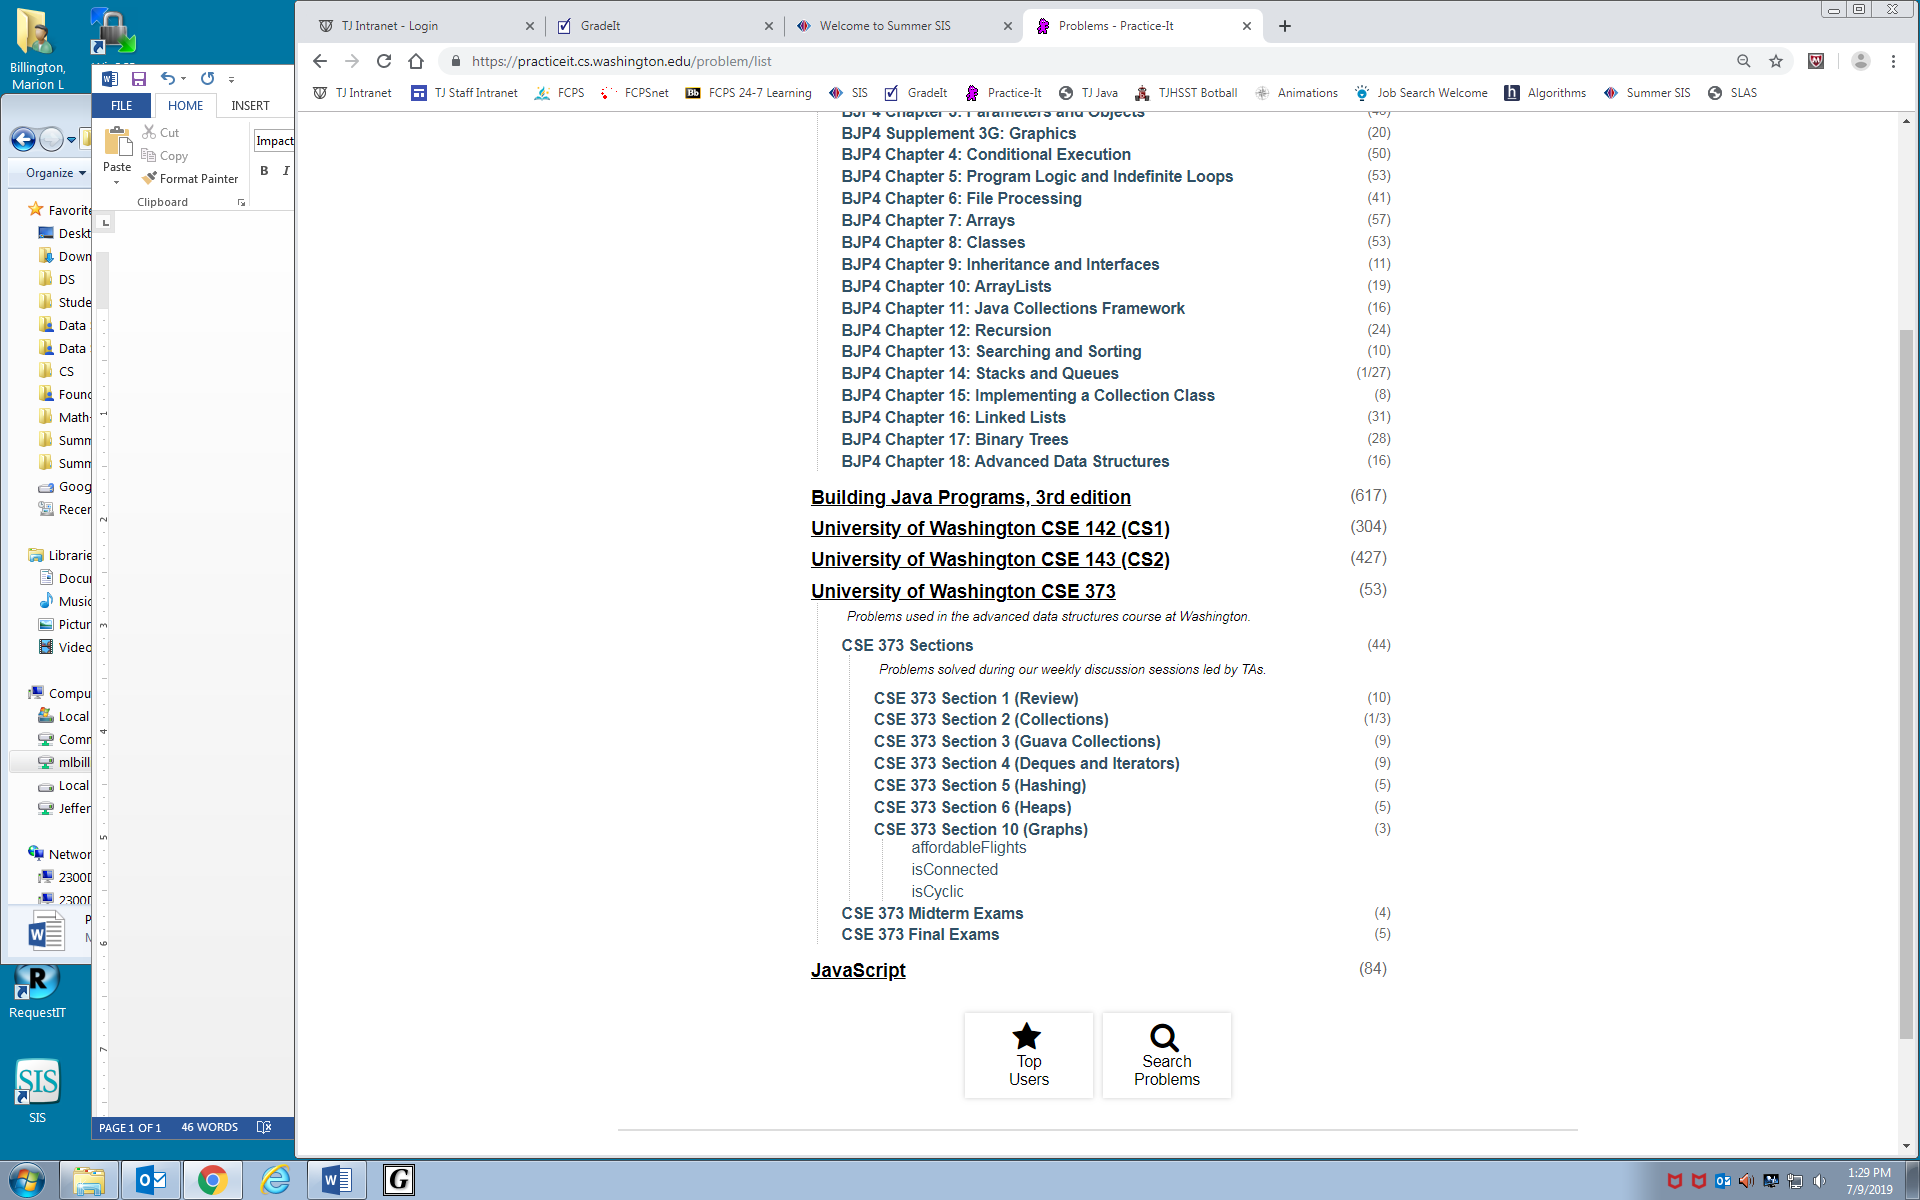 Billington, Marion L
FILE HOME INSERT
Paste
Cut
Copy
Format Painter
Clipboard
Impact
B I
Organize
Favorite
Deskt
Down
DS
Stude
Data
Data
CS
Found
Math-
Summ
Summ
Goog
Recer
Librarie
Docu
Music
Pictur
Video
Compu
Local
Comn
mlbill
Local
Jeffer
Networ
2300D
2300D
RequestIT
SIS
SIS
PAGE 1 OF 1 46 WORDS
TJ Intranet - Login
GradeIt
Welcome to Summer SIS
Problems - Practice-It
https://practiceit.cs.washington.edu/problem/list
TJ Intranet TJ Staff Intranet FCPS FCPSnet Bb FCPS 24-7 Learning SIS GradeIt Practice-It TJ Java TJHSST Botball Animations Job Search Welcome h Algorithms Summer SIS SLAS
BJP4 Chapter 3: Parameters and Objects
BJP4 Supplement 3G: Graphics (20)
BJP4 Chapter 4: Conditional Execution (50)
BJP4 Chapter 5: Program Logic and Indefinite Loops (53)
BJP4 Chapter 6: File Processing (41)
BJP4 Chapter 7: Arrays (57)
BJP4 Chapter 8: Classes (53)
BJP4 Chapter 9: Inheritance and Interfaces (11)
BJP4 Chapter 10: ArrayLists (19)
BJP4 Chapter 11: Java Collections Framework (16)
BJP4 Chapter 12: Recursion (24)
BJP4 Chapter 13: Searching and Sorting (10)
BJP4 Chapter 14: Stacks and Queues (1/27)
BJP4 Chapter 15: Implementing a Collection Class (8)
BJP4 Chapter 16: Linked Lists (31)
BJP4 Chapter 17: Binary Trees (28)
BJP4 Chapter 18: Advanced Data Structures (16)
Building Java Programs, 3rd edition (617)
University of Washington CSE 142 (CS1) (304)
University of Washington CSE 143 (CS2) (427)
University of Washington CSE 373 (53)
Problems used in the advanced data structures course at Washington.
CSE 373 Sections (44)
Problems solved during our weekly discussion sessions led by TAs.
CSE 373 Section 1 (Review) (10)
CSE 373 Section 2 (Collections) (1/3)
CSE 373 Section 3 (Guava Collections) (9)
CSE 373 Section 4 (Deques and Iterators) (9)
CSE 373 Section 5 (Hashing) (5)
CSE 373 Section 6 (Heaps) (5)
CSE 373 Section 10 (Graphs) (3)
affordableFlights
isConnected
isCyclic
CSE 373 Midterm Exams (4)
CSE 373 Final Exams (5)
JavaScript (84)
Top Users
Search Problems
G
1:29 PM
7/9/2019